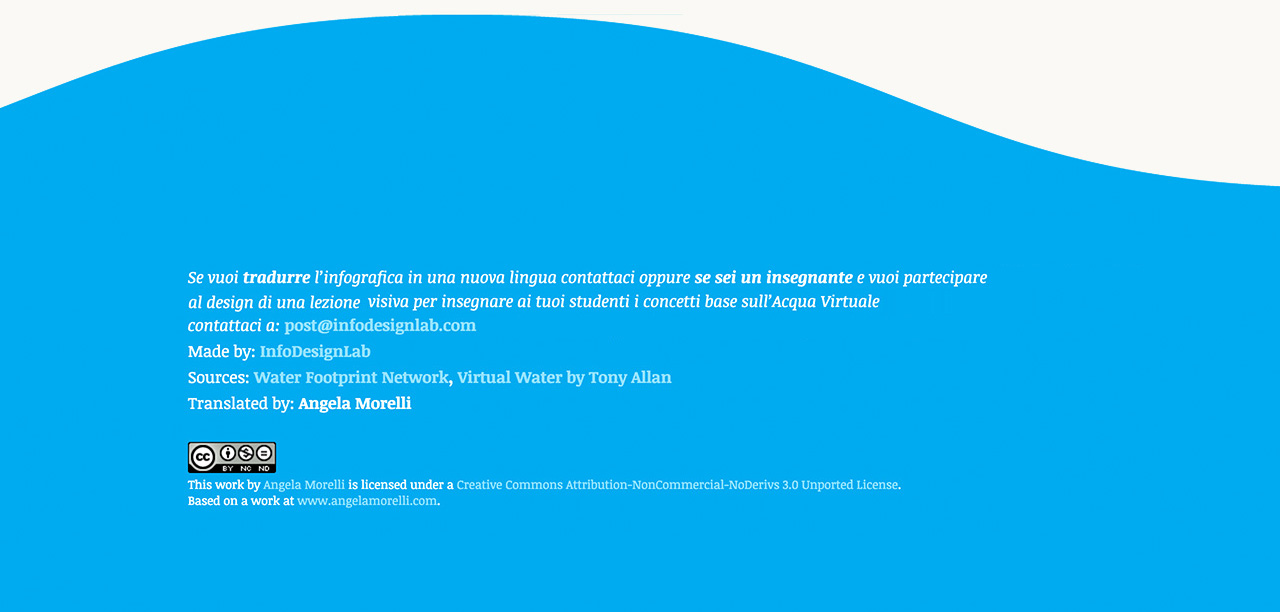 Se vuoi tradurre l’infografica in una nuova lingua contattaci oppure se sei un insegnante e vuoi partecipare
al design di una lezione visiva per insegnare ai tuoi studenti i concetti base sull’Acqua Virtuale
contattaci a: post@infodesignlab.com
Made by: InfoDesignLab
Sources: Water Footprint Network, Virtual Water by Tony Allan
Translated by: Angela Morelli
cc BY NC ND
This work by Angela Morelli is licensed under a Creative Commons Attribution-NonCommercial-NoDerivs 3.0 Unported License.
Based on a work at www.angelamorelli.com.